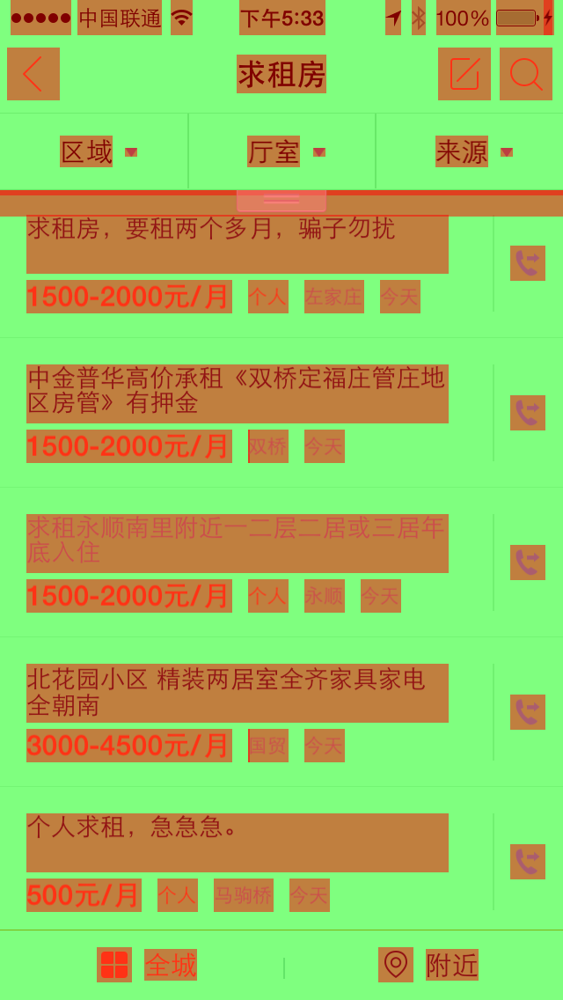 中国联通 下午5:33 100%
求租房
区域 厅室 来源
求租房，要租两个多月，骗子勿扰
1500-2000元/月 个人 左家庄 今天
中金普华高价承租《双桥定福庄管庄地
区房管》有押金
1500-2000元/月 双桥 今天
求租永顺南里附近一二层二居或三居年
底入住
1500-2000元/月 个人 永顺 今天
北花园小区 精装两居室全齐家具家电
全朝南
3000-4500元/月 国贸 今天
个人求租，急急急。
500元/月 个人 马驹桥 今天
全城 附近